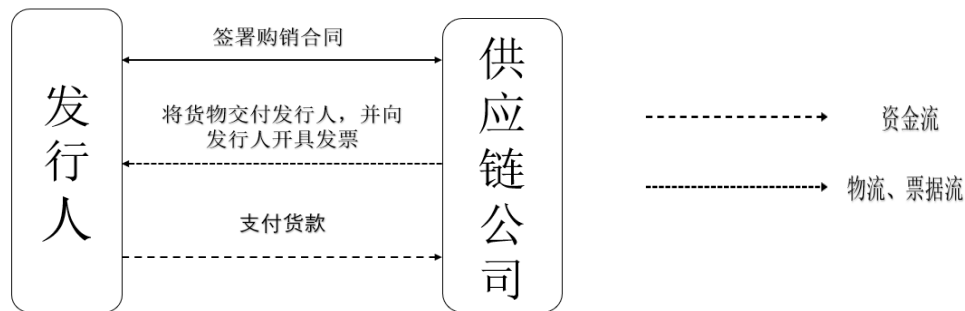 发行人
签署购销合同
将货物交付发行人，并向
发行人开具发票
支付货款
供应链公司
资金流
物流、票据流